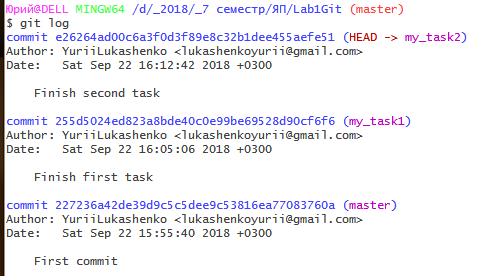 Юрий@DELL MINGW64 /d/_2018/_7 семестр/ЯП/Lab1Git (master)
$ git log
commit e26264ad00c6a3f0d3f89e8c32b1dee455aefe51 (HEAD -> my_task2)
Author: YuriiLukashenko <lukashenkoyurii@gmail.com>
Date:   Sat Sep 22 16:12:42 2018 +0300
    Finish second task
commit 255d5024ed823a8bde40c0e99be69528d90cf6f6 (my_task1)
Author: YuriiLukashenko <lukashenkoyurii@gmail.com>
Date:   Sat Sep 22 16:05:06 2018 +0300
    Finish first task
commit 227236a42de39d9c5c5dee9c53816ea77083760a (master)
Author: YuriiLukashenko <lukashenkoyurii@gmail.com>
Date:   Sat Sep 22 15:55:40 2018 +0300
    First commit